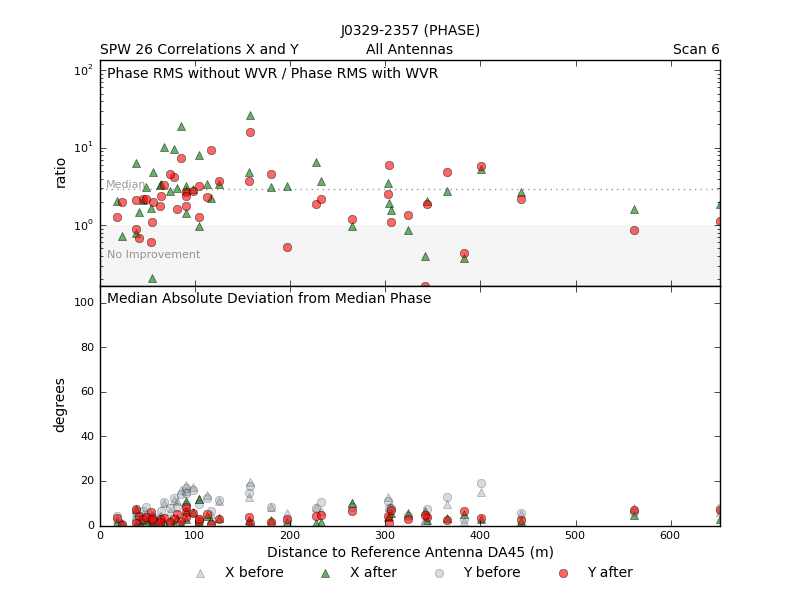 J0329-2357 (PHASE)
SPW 26 Correlations X and Y All Antennas Scan 6
Phase RMS without WVR / Phase RMS with WVR
10²
10¹
10⁰
ratio
Median
No Improvement
Median Absolute Deviation from Median Phase
100
80
60
40
20
0
degrees
0 100 200 300 400 500 600
Distance to Reference Antenna DA45 (m)
X before X after Y before Y after